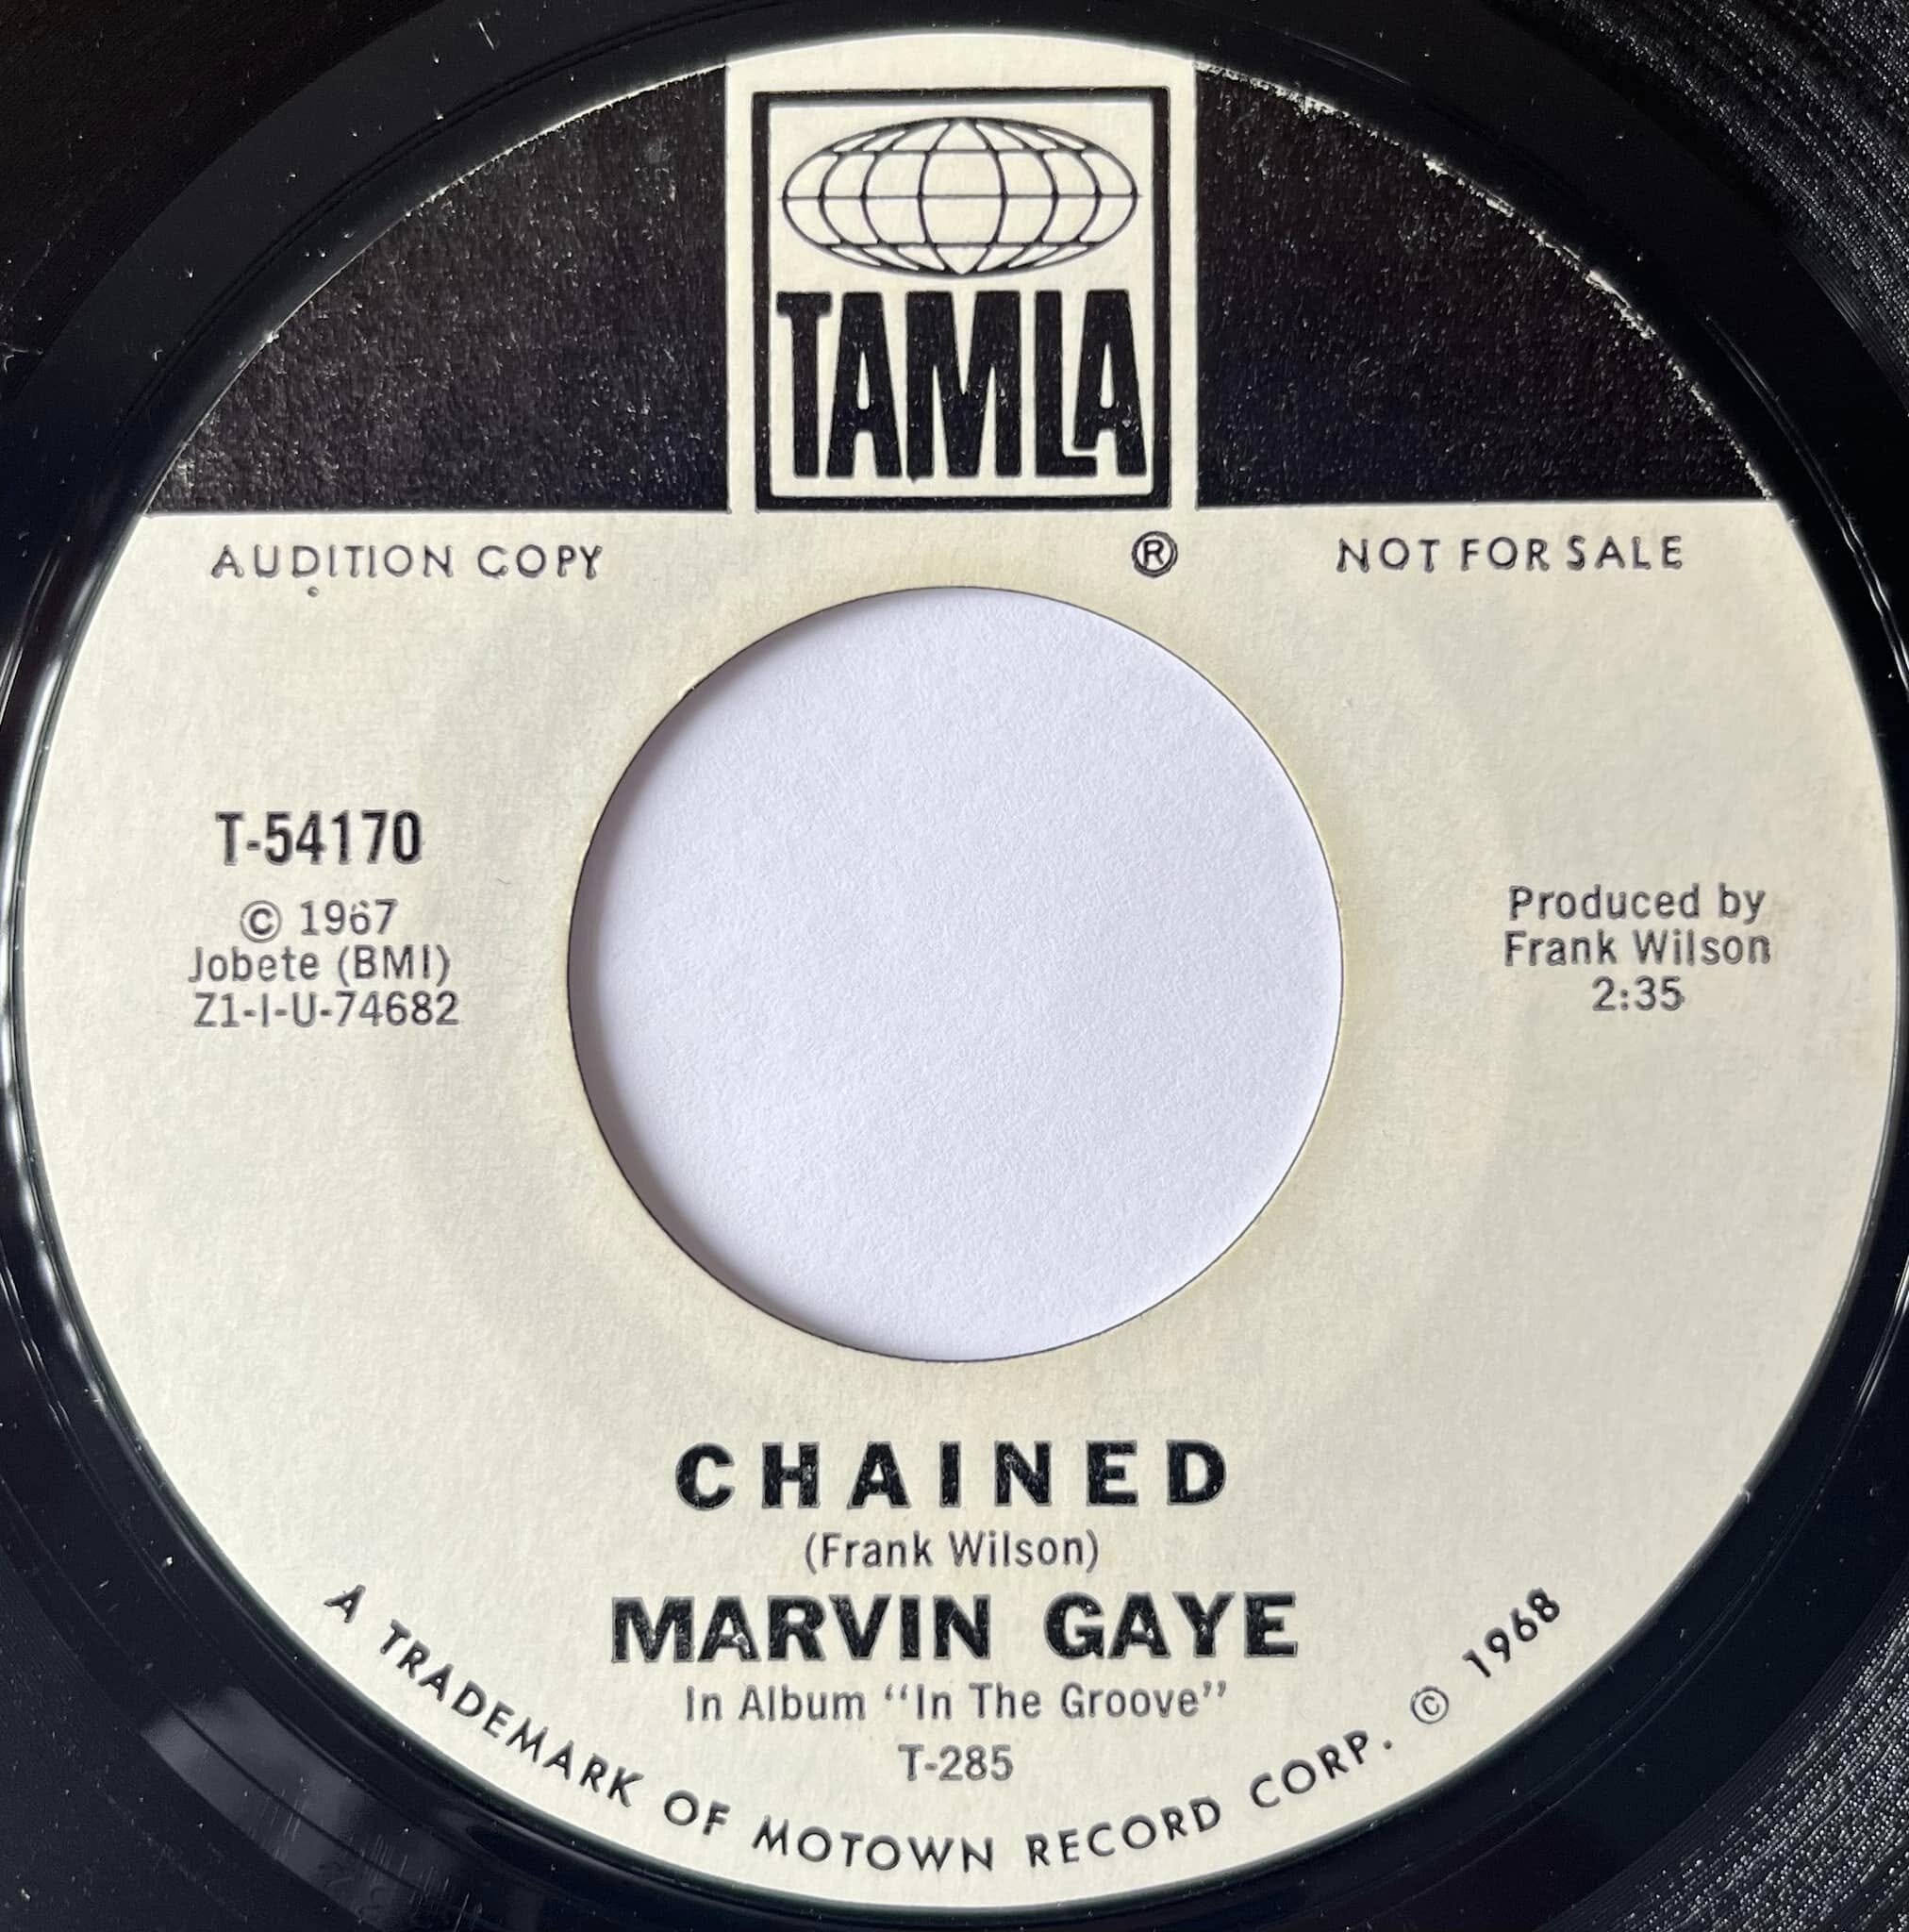 TAMLA
AUDITION COPY
®
NOT FOR SALE
T-54170
© 1967
Jobete (BMI)
Z1-I-U-74682
Produced by
Frank Wilson
2:35
CHAINED
(Frank Wilson)
MARVIN GAYE
In Album “In The Groove”
T-285
A TRADEMARK OF MOTOWN RECORD CORP. © 1968